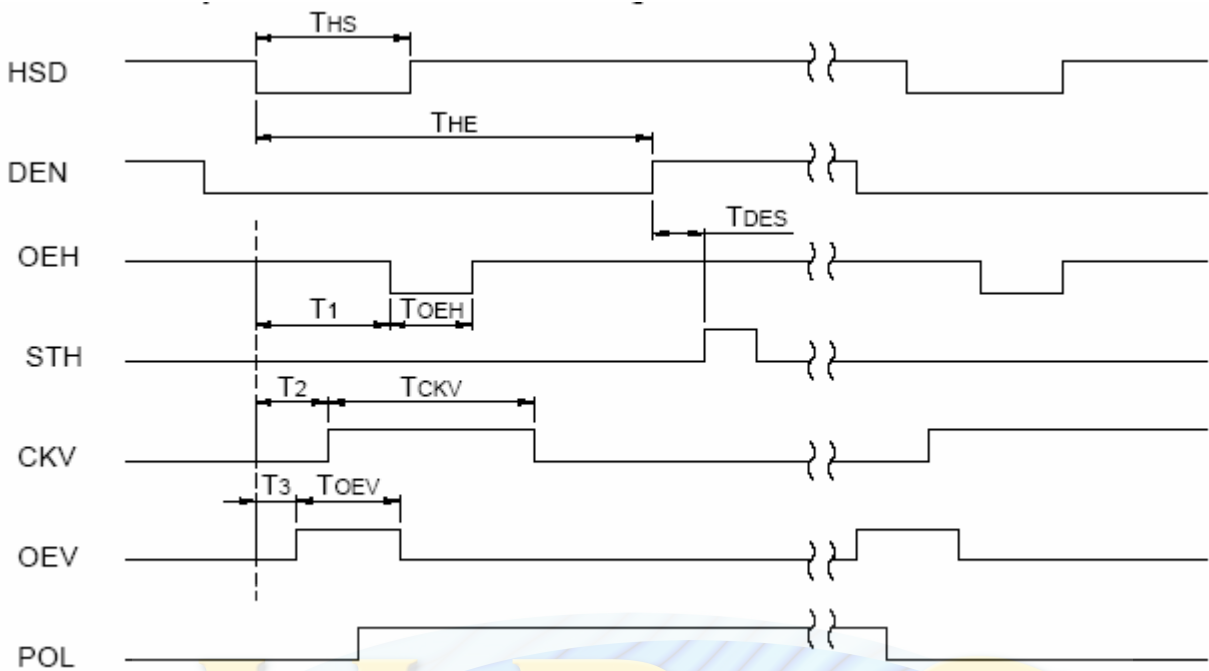 THS
HSD
THE
DEN
TDES
OEH
T1 TOEH
STH
T2 TCKV
CKV
T3 TOEV
OEV
POL